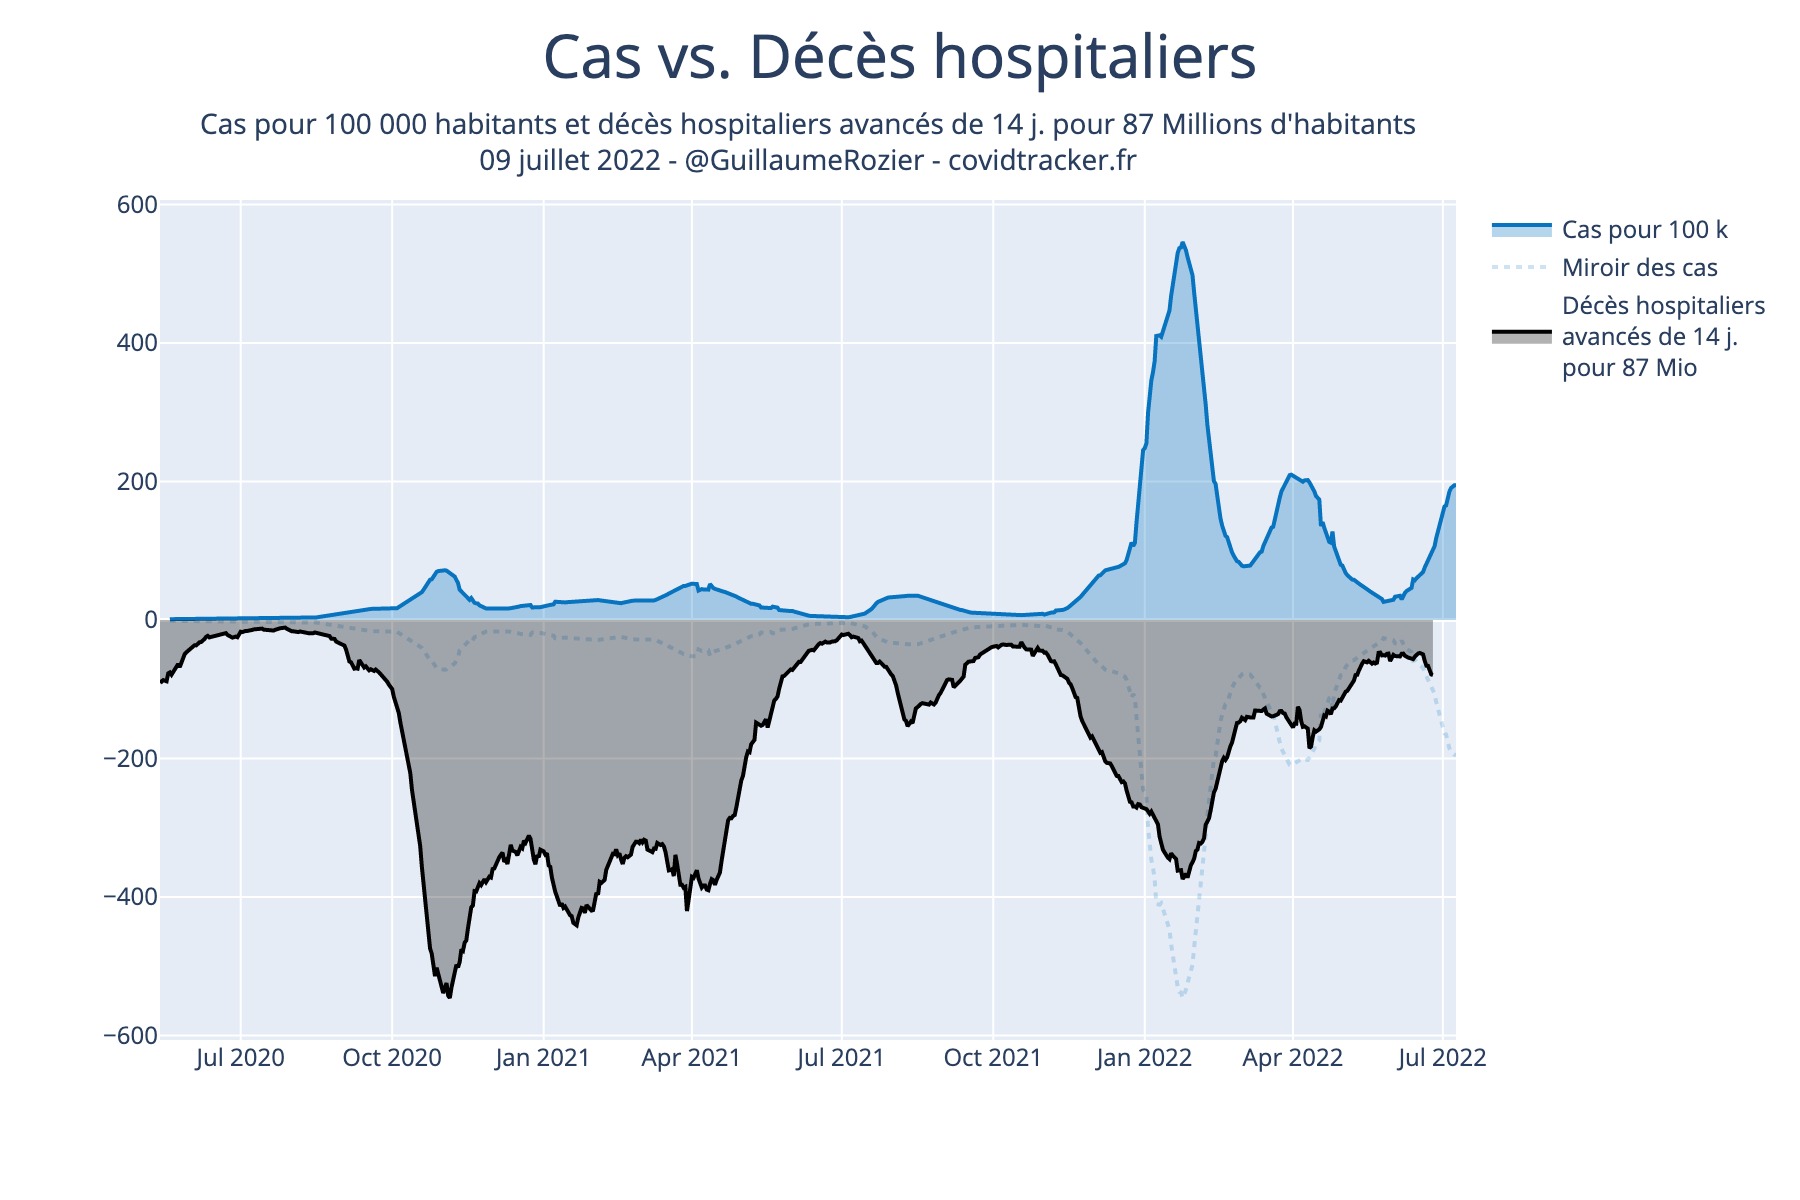 Cas vs. Décès hospitaliers
Cas pour 100 000 habitants et décès hospitaliers avancés de 14 j. pour 87 Millions d'habitants
09 juillet 2022 - @GuillaumeRozier - covidtracker.fr
600
400
200
0
−200
−400
−600
Jul 2020
Oct 2020
Jan 2021
Apr 2021
Jul 2021
Oct 2021
Jan 2022
Apr 2022
Jul 2022
Cas pour 100 k
Miroir des cas
Décès hospitaliers
avancés de 14 j.
pour 87 Mio